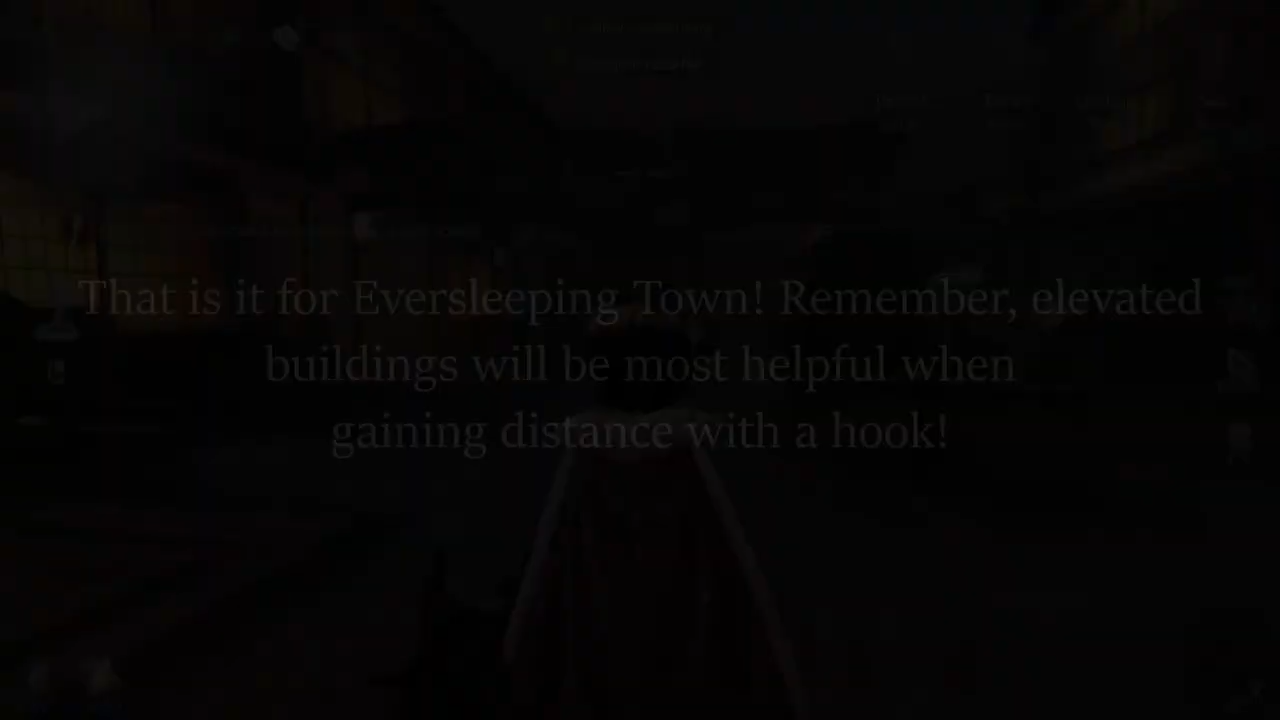 That is it for Eversleeping Town! Remember, elevated
buildings will be most helpful when
gaining distance with a hook!